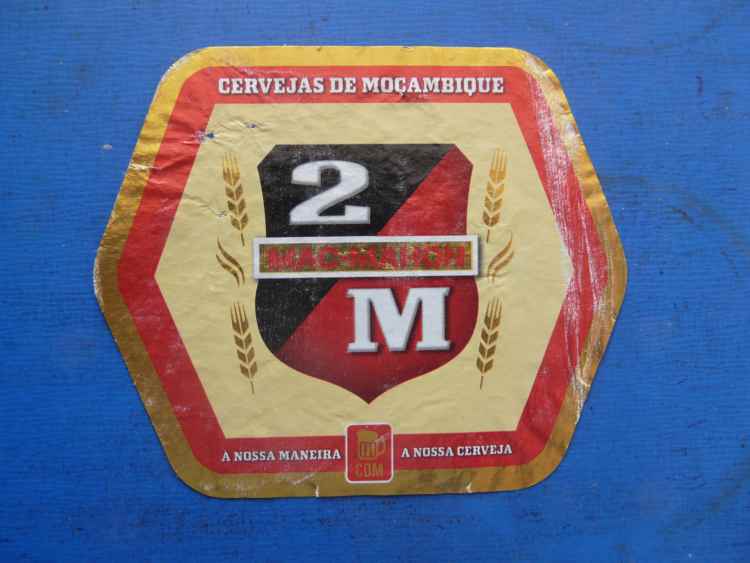 CERVEJAS DE MOÇAMBIQUE
2
MAC-MAHON
M
A NOSSA MANEIRA
A NOSSA CERVEJA
CDM